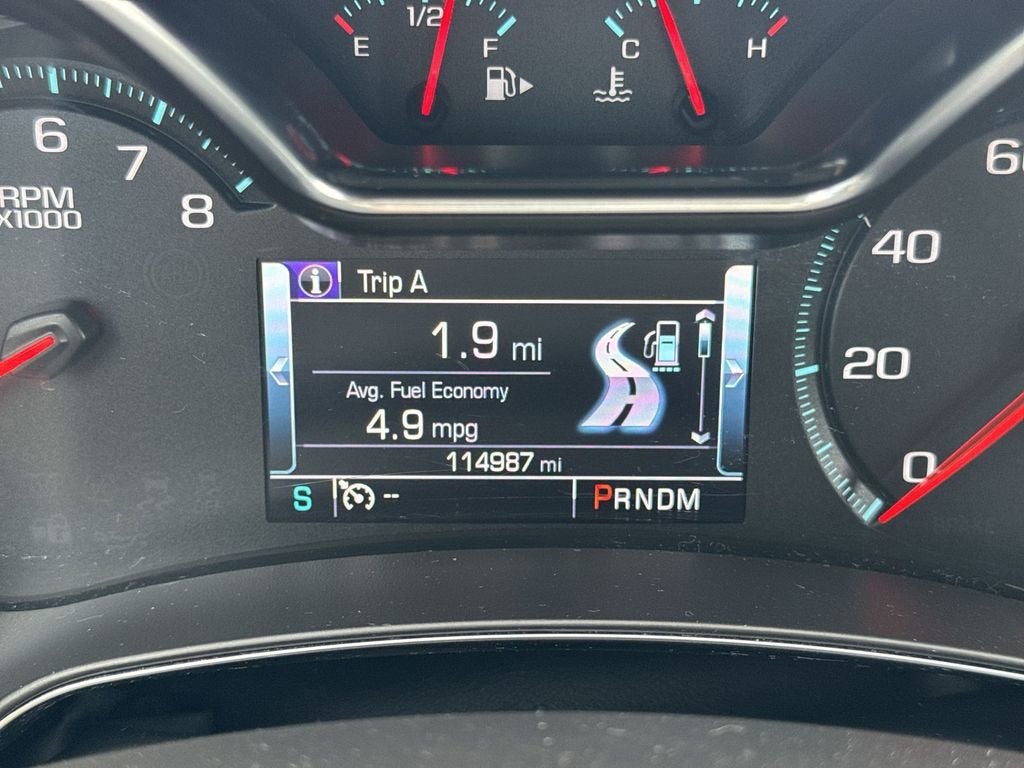 1/2
E
F
C
H
6
7
8
RPM
X1000
60
40
20
0
Trip A
1.9 mi
Avg. Fuel Economy
4.9 mpg
114987 mi
S
--
PRNDM